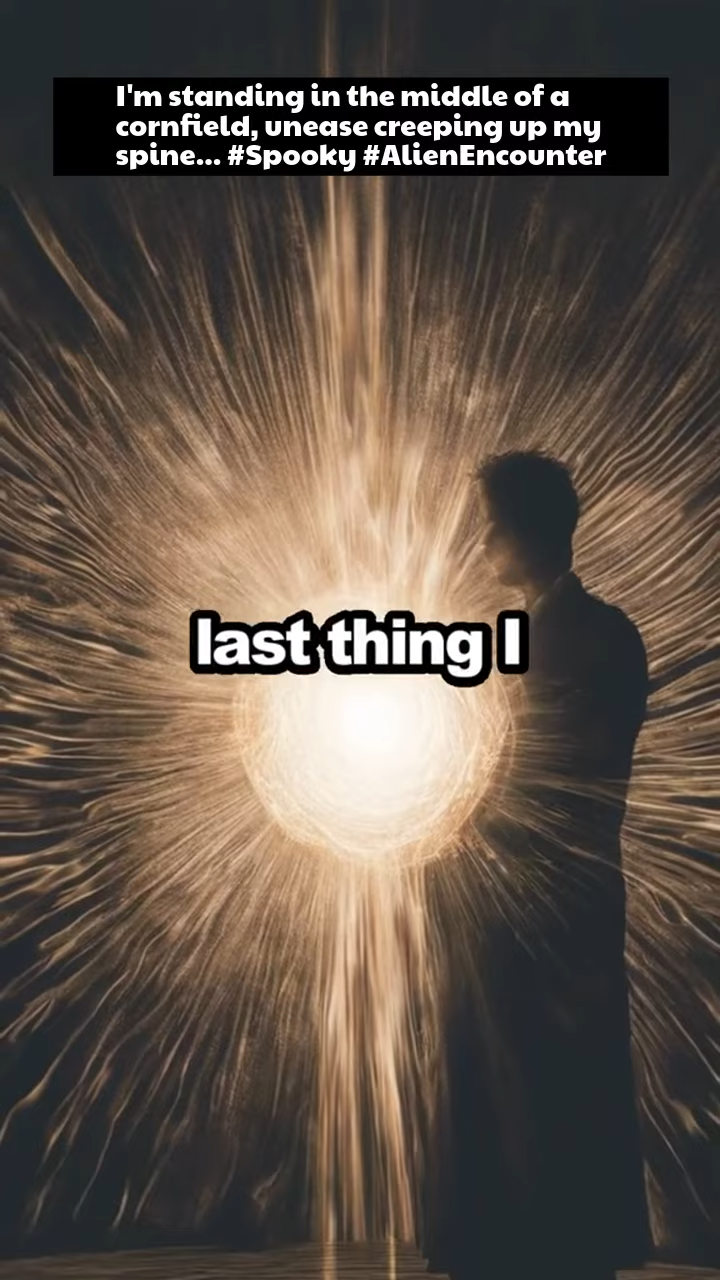 I'm standing in the middle of a
cornfield, unease creeping up my
spine... #Spooky #AlienEncounter
last thing I